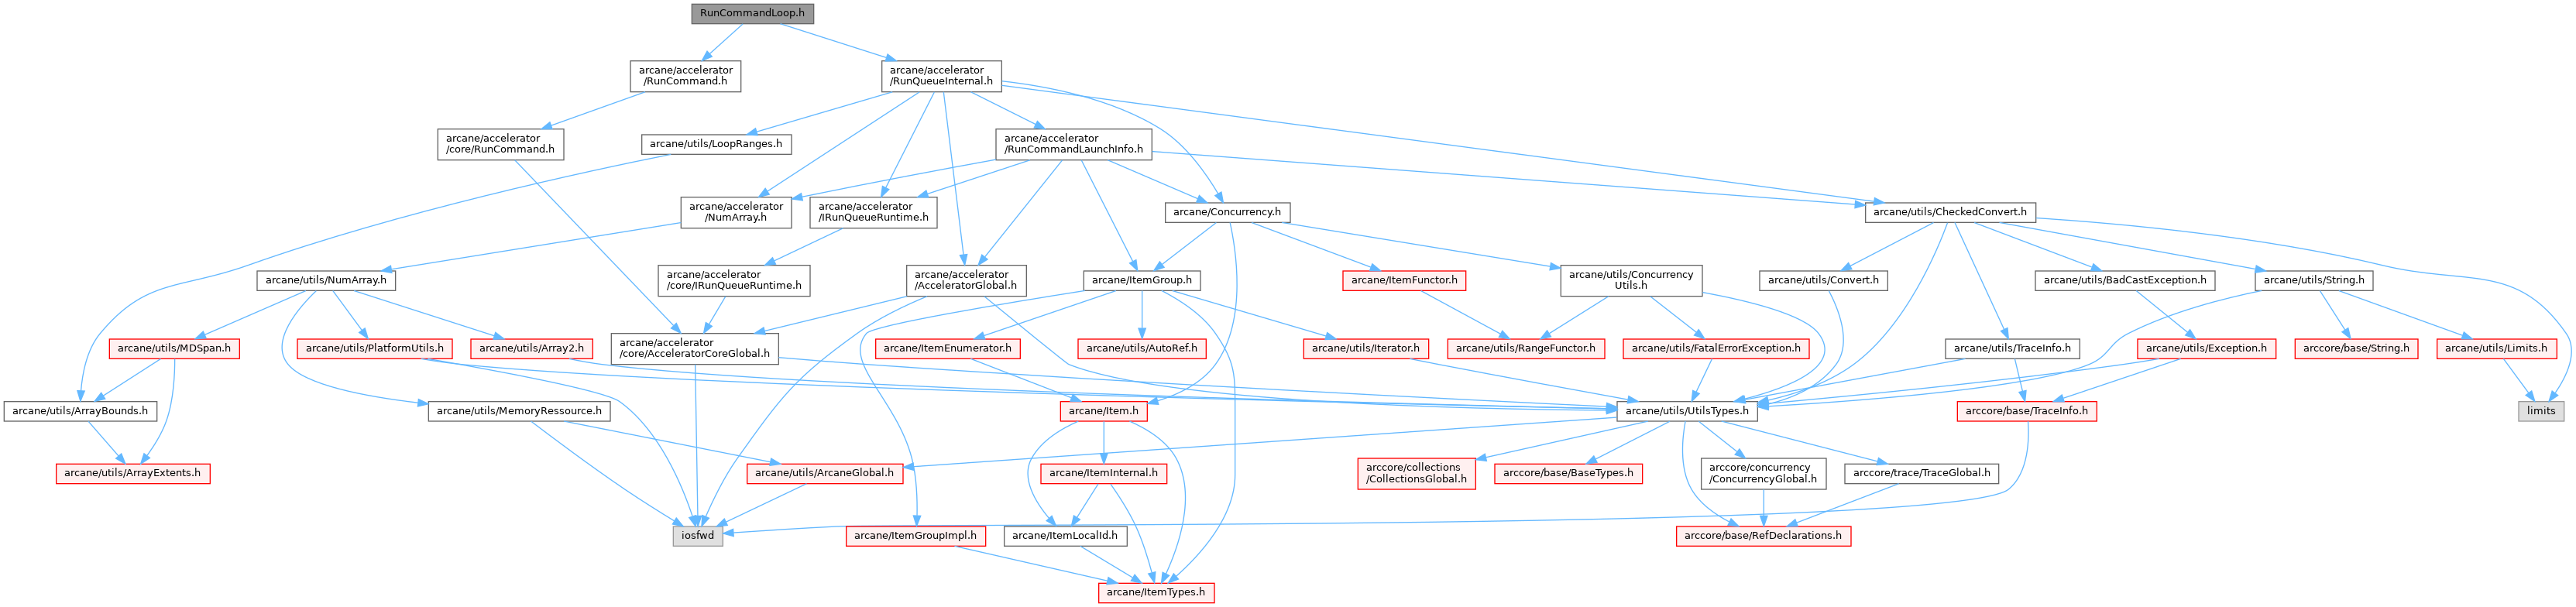 RunCommandLoop.h
arcane/accelerator
/RunCommand.h
arcane/accelerator
/RunQueueInternal.h
arcane/accelerator
/core/RunCommand.h
arcane/utils/LoopRanges.h
arcane/accelerator
/RunCommandLaunchInfo.h
arcane/accelerator
/NumArray.h
arcane/accelerator
/IRunQueueRuntime.h
arcane/Concurrency.h
arcane/utils/CheckedConvert.h
arcane/utils/NumArray.h
arcane/accelerator
/core/IRunQueueRuntime.h
arcane/accelerator
/AcceleratorGlobal.h
arcane/ItemGroup.h
arcane/ItemFunctor.h
arcane/utils/Concurrency
Utils.h
arcane/utils/Convert.h
arcane/utils/BadCastException.h
arcane/utils/String.h
arcane/utils/MDSpan.h
arcane/utils/PlatformUtils.h
arcane/utils/Array2.h
arcane/accelerator
/core/AcceleratorCoreGlobal.h
arcane/ItemEnumerator.h
arcane/utils/AutoRef.h
arcane/utils/Iterator.h
arcane/utils/RangeFunctor.h
arcane/utils/FatalErrorException.h
arcane/utils/TraceInfo.h
arcane/utils/Exception.h
arccore/base/String.h
arcane/utils/Limits.h
arcane/utils/ArrayBounds.h
arcane/utils/MemoryRessource.h
arcane/Item.h
arcane/utils/UtilsTypes.h
arccore/base/TraceInfo.h
limits
arcane/utils/ArrayExtents.h
arcane/utils/ArcaneGlobal.h
arcane/ItemInternal.h
arccore/collections
/CollectionsGlobal.h
arccore/base/BaseTypes.h
arccore/concurrency
/ConcurrencyGlobal.h
arccore/trace/TraceGlobal.h
iosfwd
arcane/ItemGroupImpl.h
arcane/ItemLocalId.h
arccore/base/RefDeclarations.h
arcane/ItemTypes.h